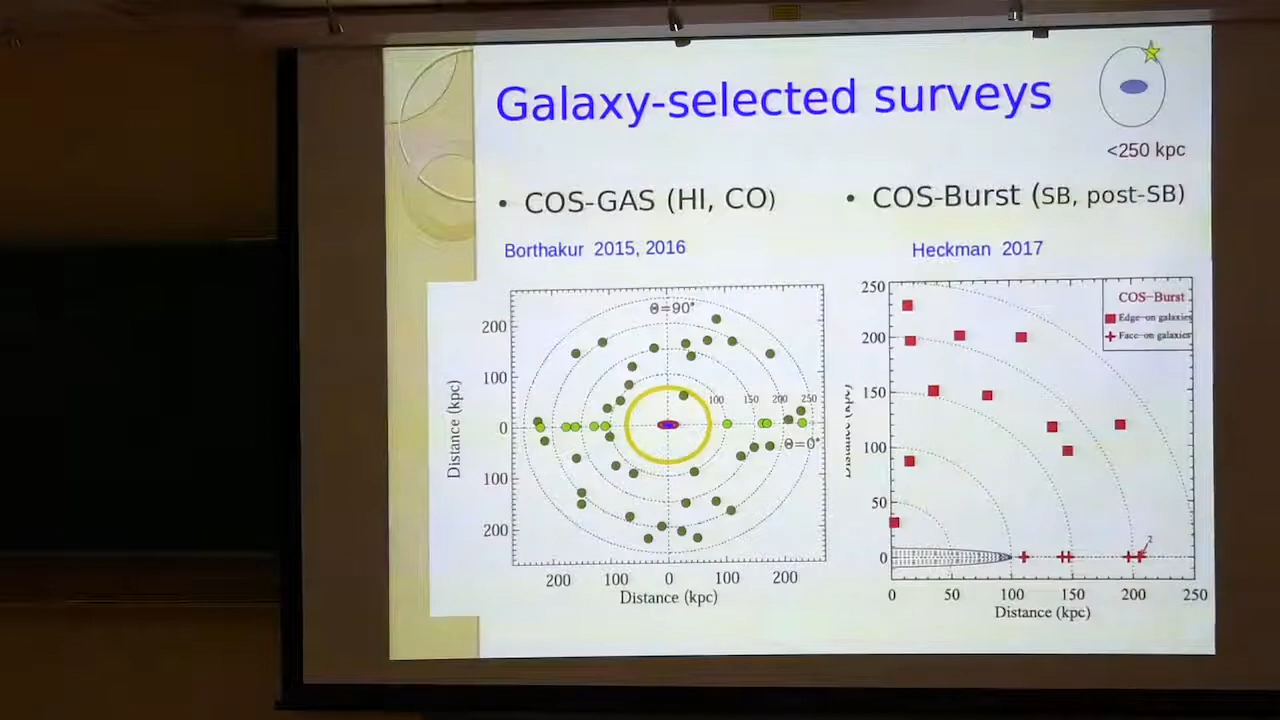 Galaxy-selected surveys
<250 kpc
• COS-GAS (HI, CO)
• COS-Burst (SB, post-SB)
Borthakur 2015, 2016
Heckman 2017
Θ=90°
200
100
0
100
200
Distance (kpc)
100 150 200 250
Θ=0°
200 100 0 100 200
Distance (kpc)
COS-Burst
Edge-on galaxies
Face-on galaxies
250
200
150
100
50
0
2
0 50 100 150 200 250
Distance (kpc)